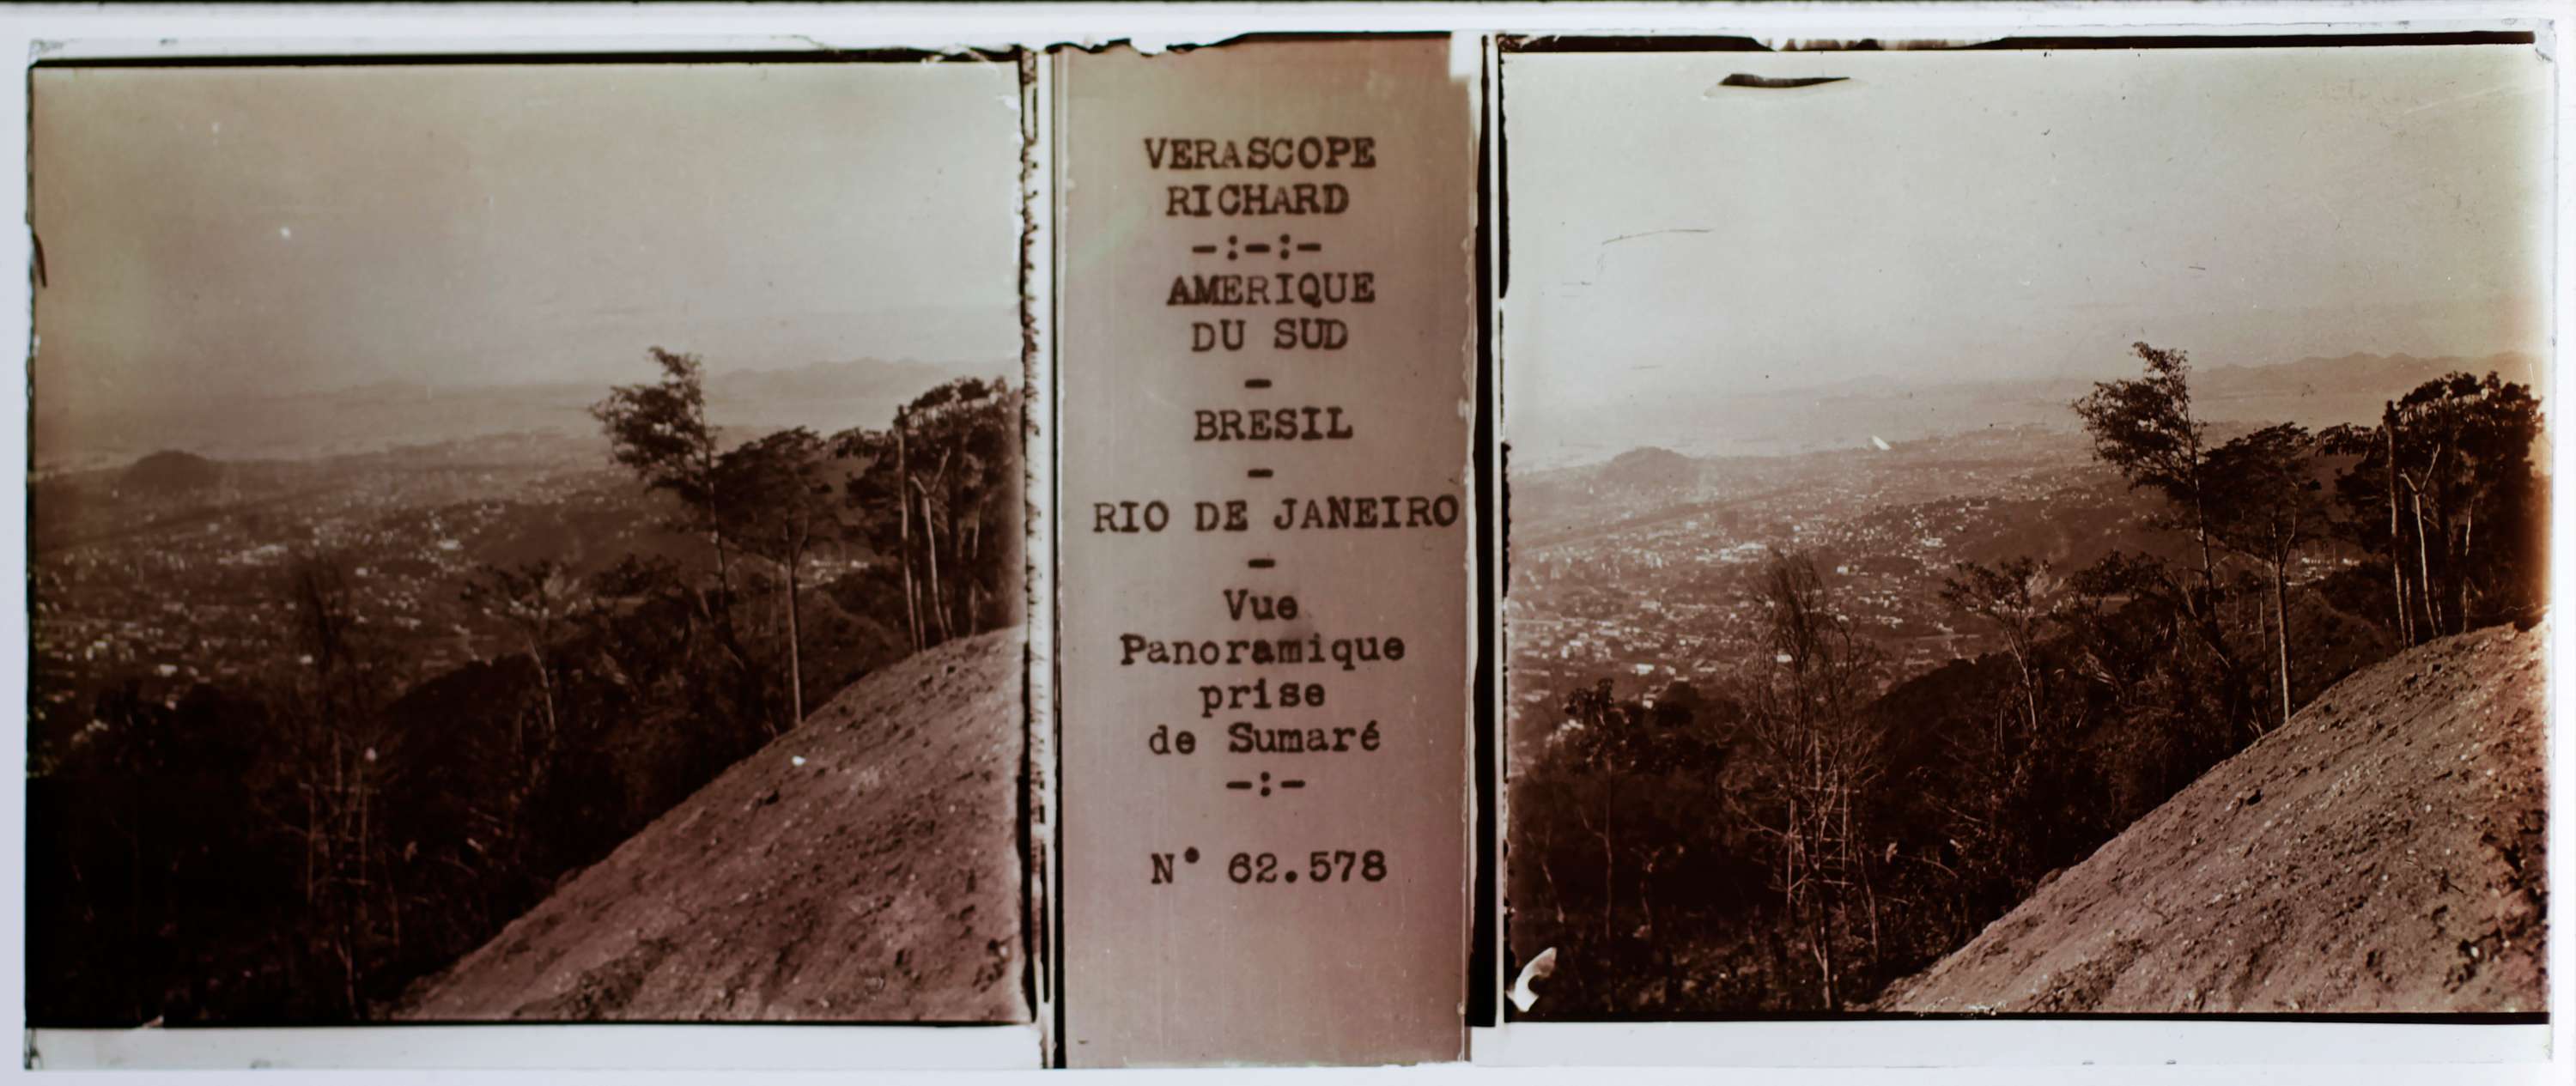 VERASCOPE
RICHARD
-:-:-
AMERIQUE
DU SUD
-
BRESIL
-
RIO DE JANEIRO
-
Vue
Panoramique
prise
de Sumaré
-:-
N° 62.578